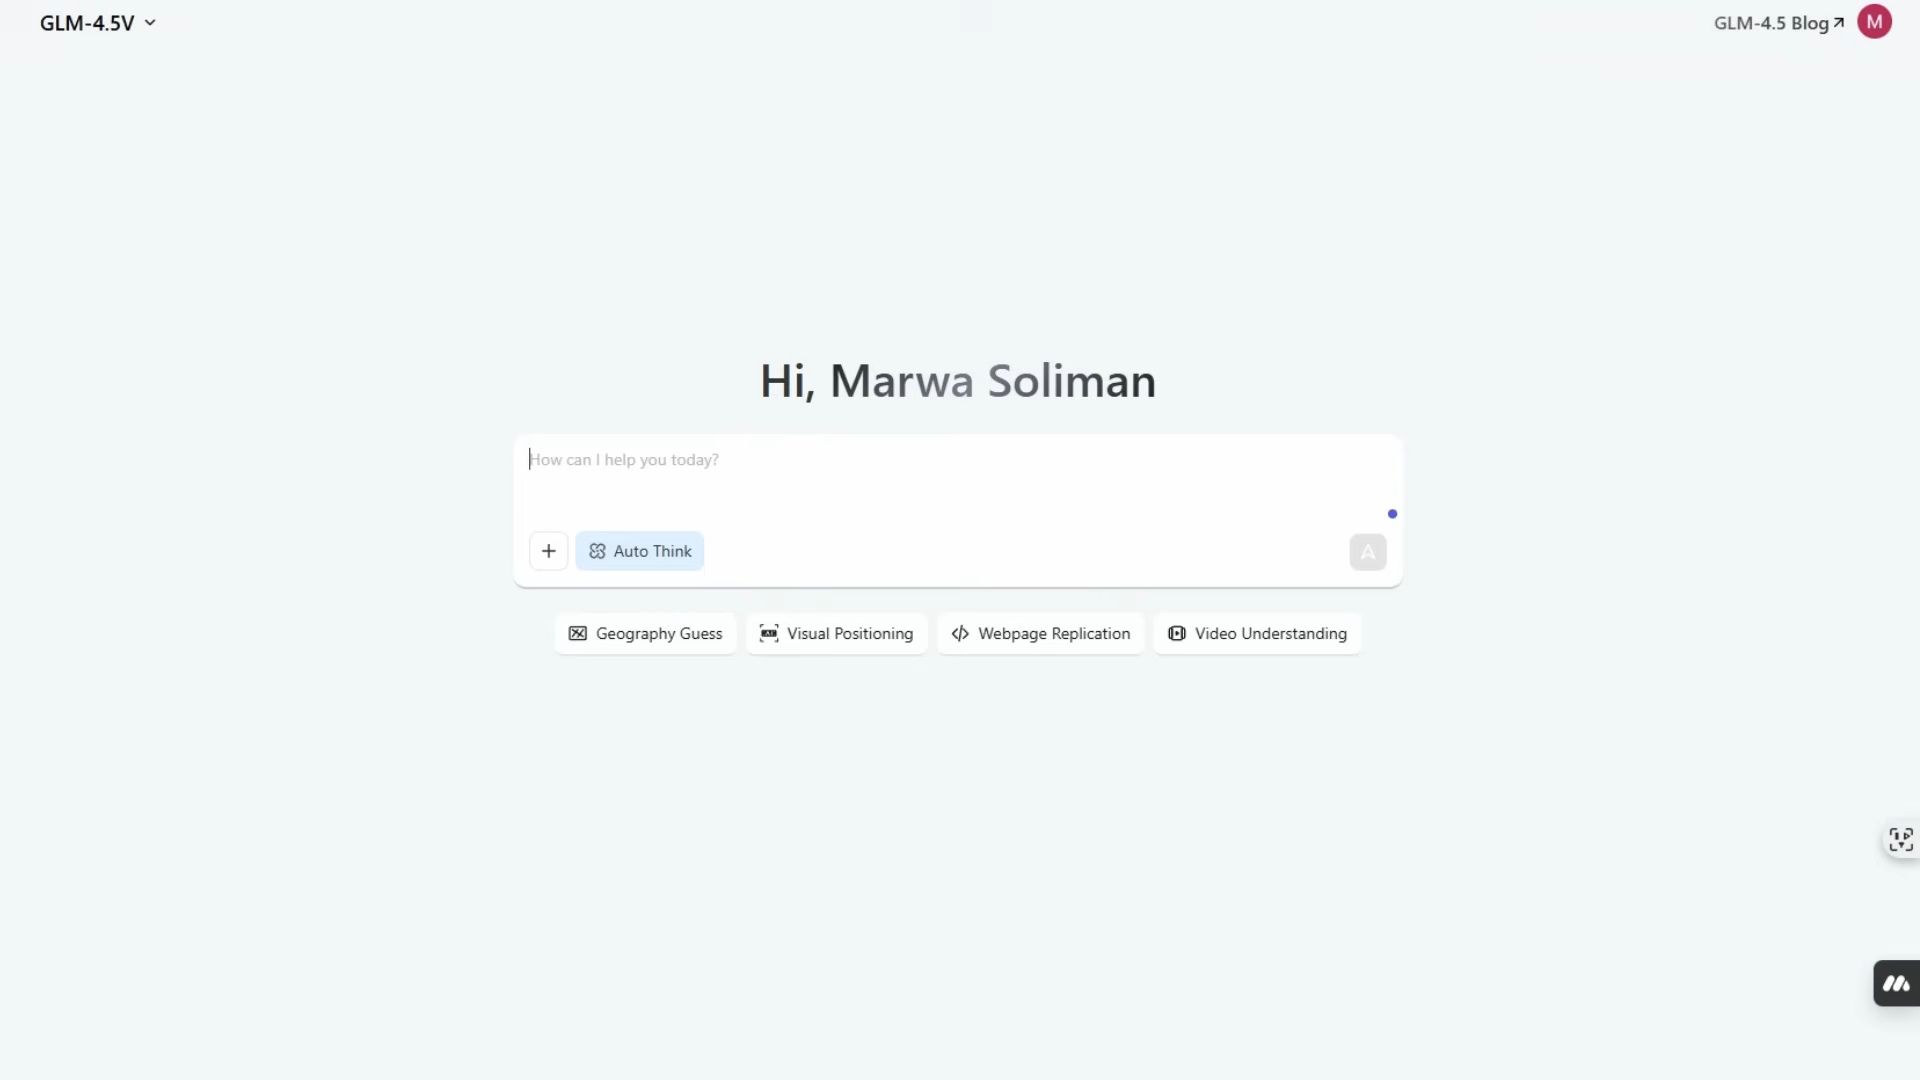 GLM-4.5V
GLM-4.5 Blog
M
Hi, Marwa Soliman
How can I help you today?
Auto Think
Geography Guess
Visual Positioning
Webpage Replication
Video Understanding